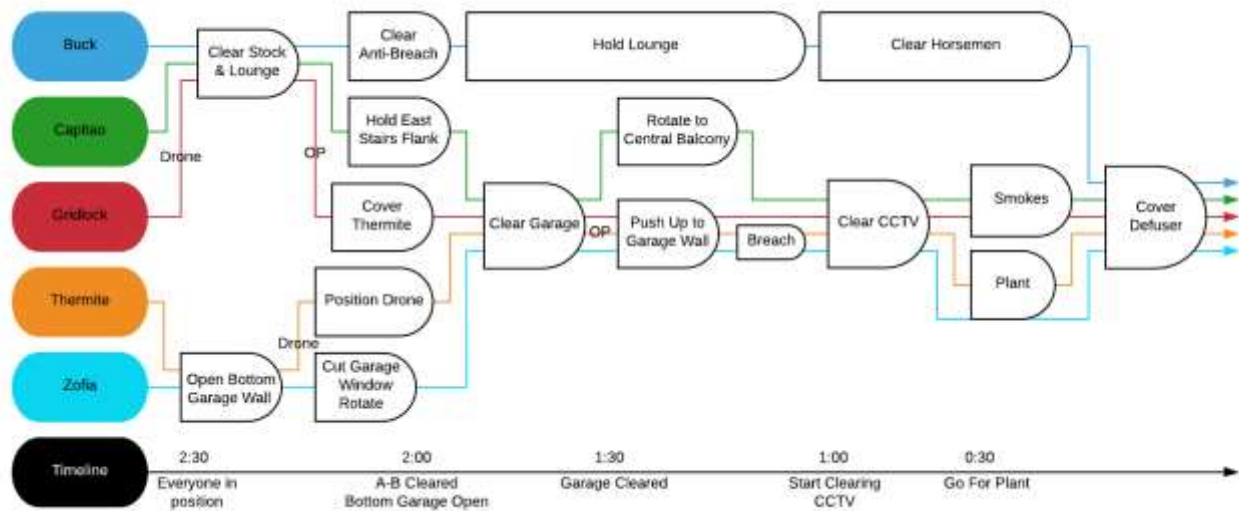 Buck
Clear Stock
& Lounge
Clear
Anti-Breach
Hold Lounge
Clear Horsemen
Capitao
Drone
OP
Hold East
Stairs Flank
Rotate to
Central Balcony
Gridlock
Cover
Thermite
Clear Garage
OP
Push Up to
Garage Wall
Breach
Clear CCTV
Smokes
Cover
Defuser
Thermite
Position Drone
Plant
Drone
Zofia
Open Bottom
Garage Wall
Cut Garage
Window
Rotate
Timeline
2:30
Everyone in
position
2:00
A-B Cleared
Bottom Garage Open
1:30
Garage Cleared
1:00
Start Clearing
CCTV
0:30
Go For Plant